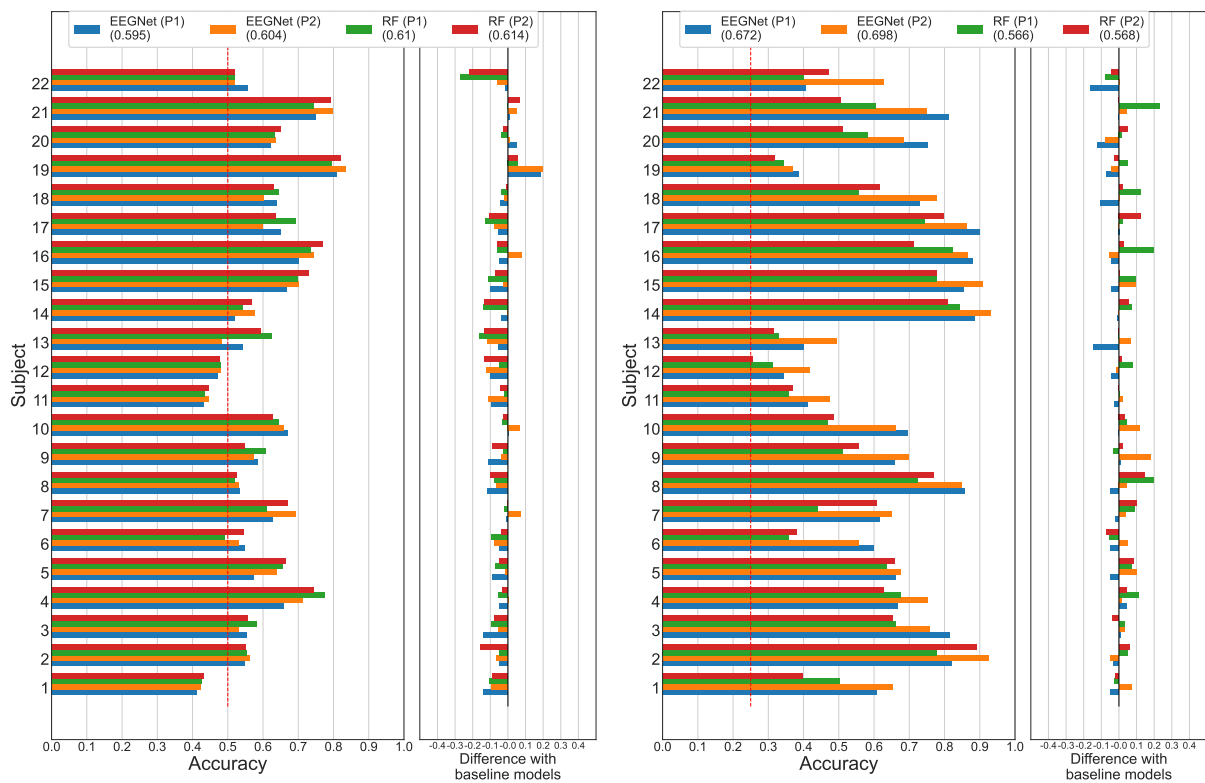 EEGNet (P1) EEGNet (P2) RF (P1) RF (P2)
(0.595) (0.604) (0.61) (0.614)
Subject
22
21
20
19
18
17
16
15
14
13
12
11
10
9
8
7
6
5
4
3
2
1
0.0 0.1 0.2 0.3 0.4 0.5 0.6 0.7 0.8 0.9 1.0
Accuracy
-0.4 -0.3 -0.2 -0.1 -0.0 0.1 0.2 0.3 0.4
Difference with
baseline models
EEGNet (P1) EEGNet (P2) RF (P1) RF (P2)
(0.672) (0.698) (0.566) (0.568)
Subject
22
21
20
19
18
17
16
15
14
13
12
11
10
9
8
7
6
5
4
3
2
1
0.0 0.1 0.2 0.3 0.4 0.5 0.6 0.7 0.8 0.9 1.0
Accuracy
-0.4 -0.3 -0.2 -0.1 -0.0 0.1 0.2 0.3 0.4
Difference with
baseline models